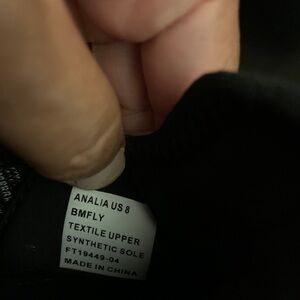 ANALIA US 8
BMFLY
TEXTILE UPPER
SYNTHETIC SOLE
FT19449-04
MADE IN CHINA